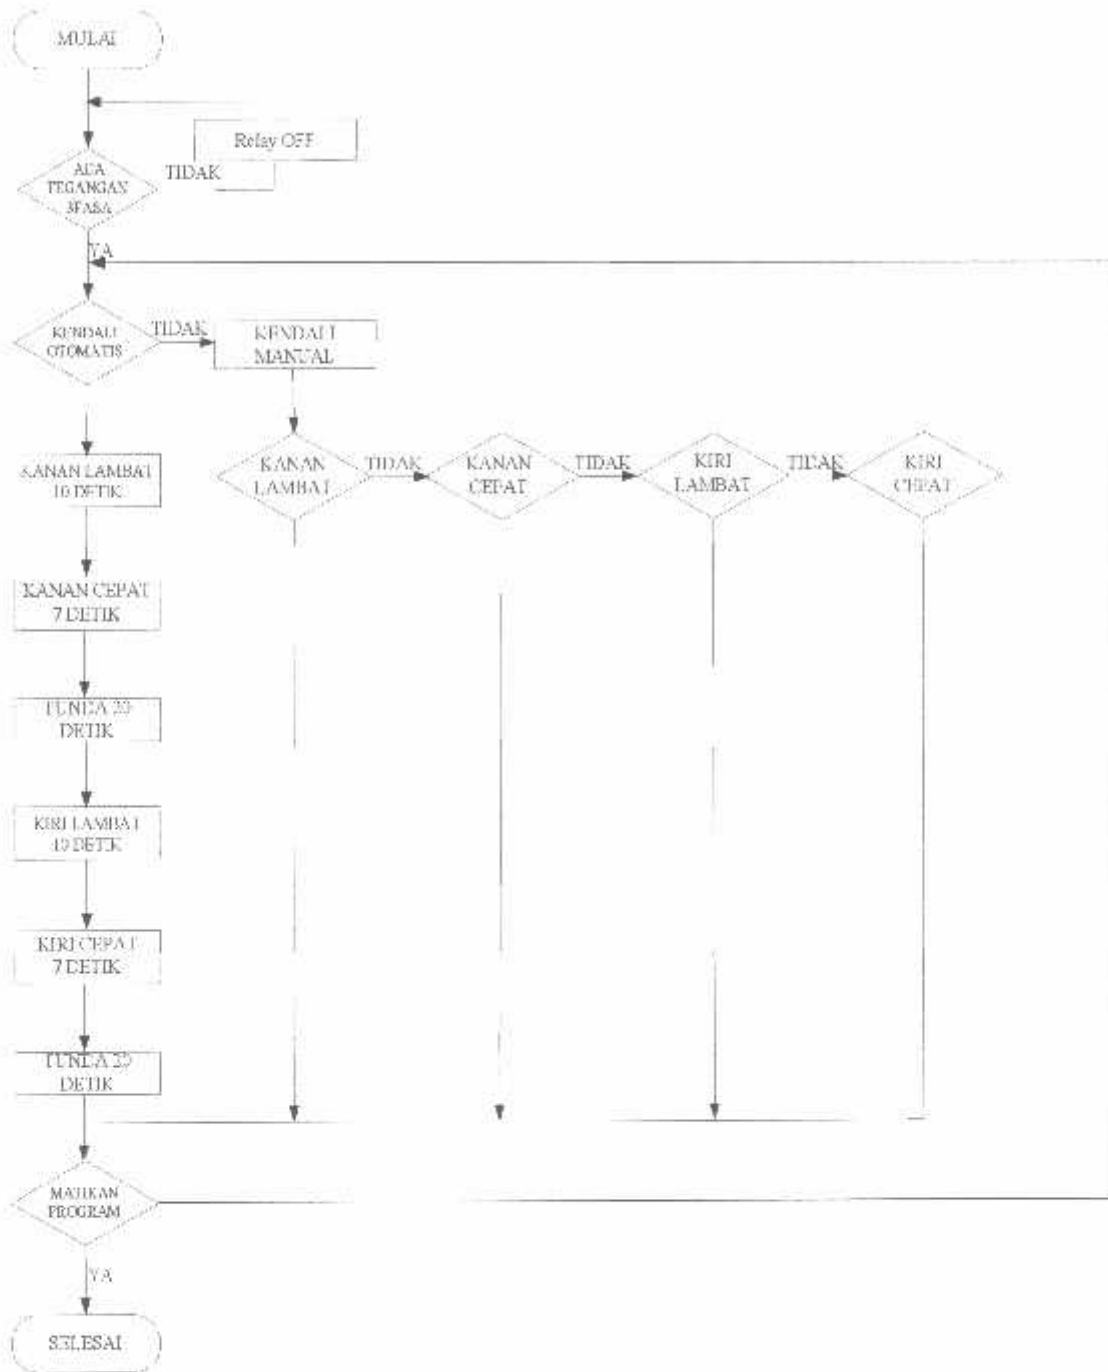 MULAI
Relay OFF
ADA
TEGANGAN
3FASA
TIDAK
YA
KENDALI
OTOMATIS
TIDAK
KENDALI
MANUAL
KANAN LAMBAT
10 DETIK
KANAN
LAMBAT
TIDAK
KANAN
CEPAT
TIDAK
KIRI
LAMBAT
TIDAK
KIRI
CEPAT
KANAN CEPAT
7 DETIK
TUNDA 20
DETIK
KIRI LAMBAT
10 DETIK
KIRI CEPAT
7 DETIK
TUNDA 20
DETIK
MATIKAN
PROGRAM
YA
SELESAI